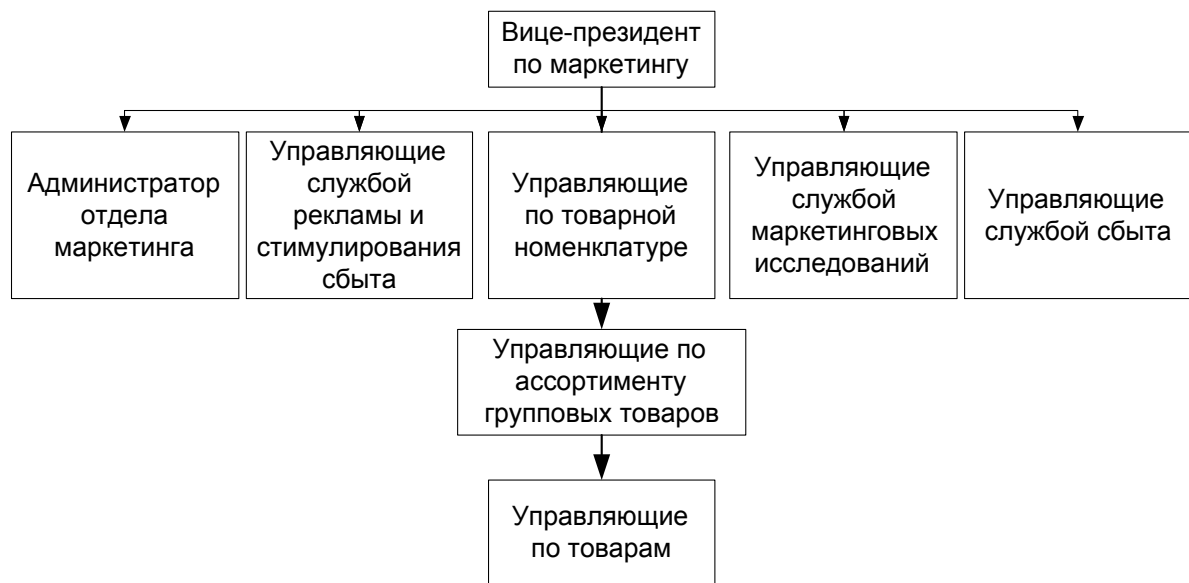 Вице-президент
по маркетингу
Администратор
отдела
маркетинга
Управляющие
службой
рекламы и
стимулирования
сбыта
Управляющие
по товарной
номенклатуре
Управляющие
службой
маркетинговых
исследований
Управляющие
службой сбыта
Управляющие по
ассортименту
групповых товаров
Управляющие
по товарам